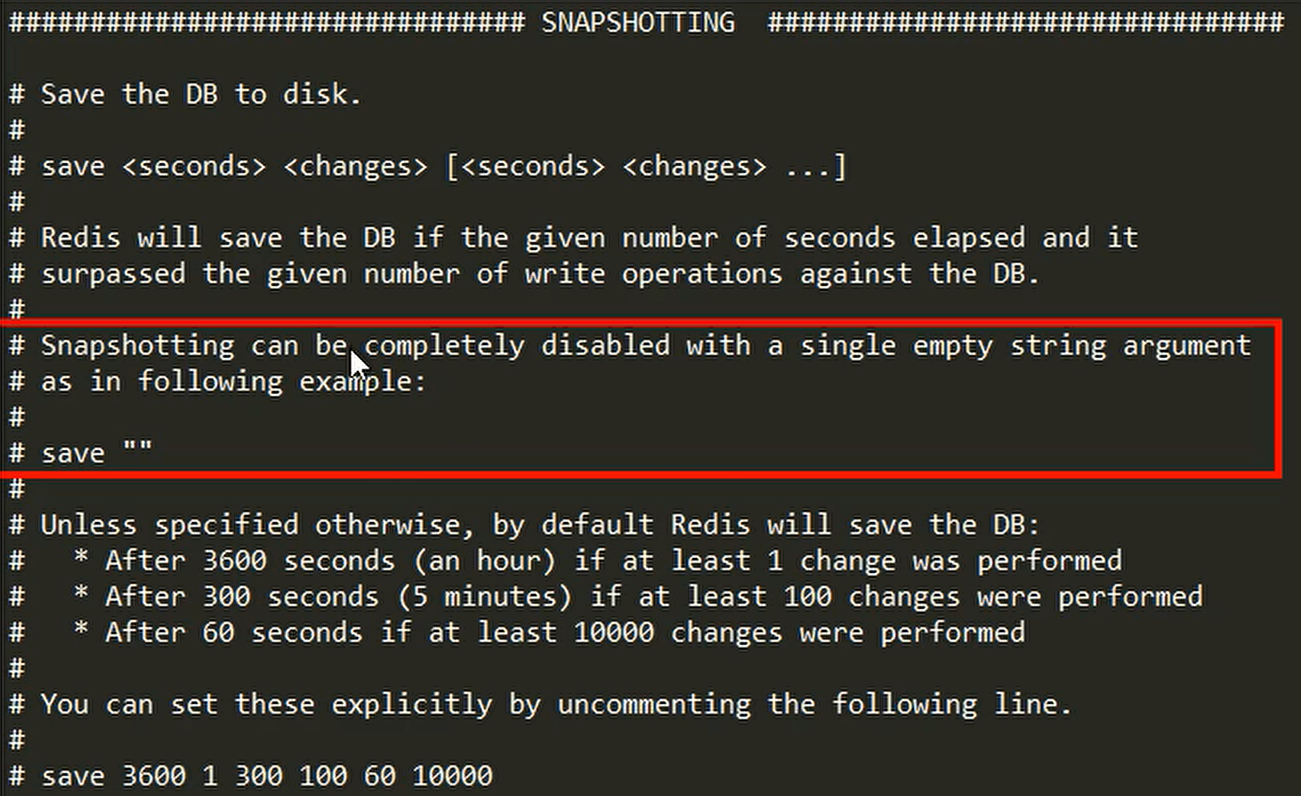 ################################ SNAPSHOTTING  ################################
# Save the DB to disk.
#
# save <seconds> <changes> [<seconds> <changes> ...]
#
# Redis will save the DB if the given number of seconds elapsed and it
# surpassed the given number of write operations against the DB.
#
# Snapshotting can be completely disabled with a single empty string argument
# as in following example:
#
# save ""
#
# Unless specified otherwise, by default Redis will save the DB:
#   * After 3600 seconds (an hour) if at least 1 change was performed
#   * After 300 seconds (5 minutes) if at least 100 changes were performed
#   * After 60 seconds if at least 10000 changes were performed
#
# You can set these explicitly by uncommenting the following line.
#
# save 3600 1 300 100 60 10000